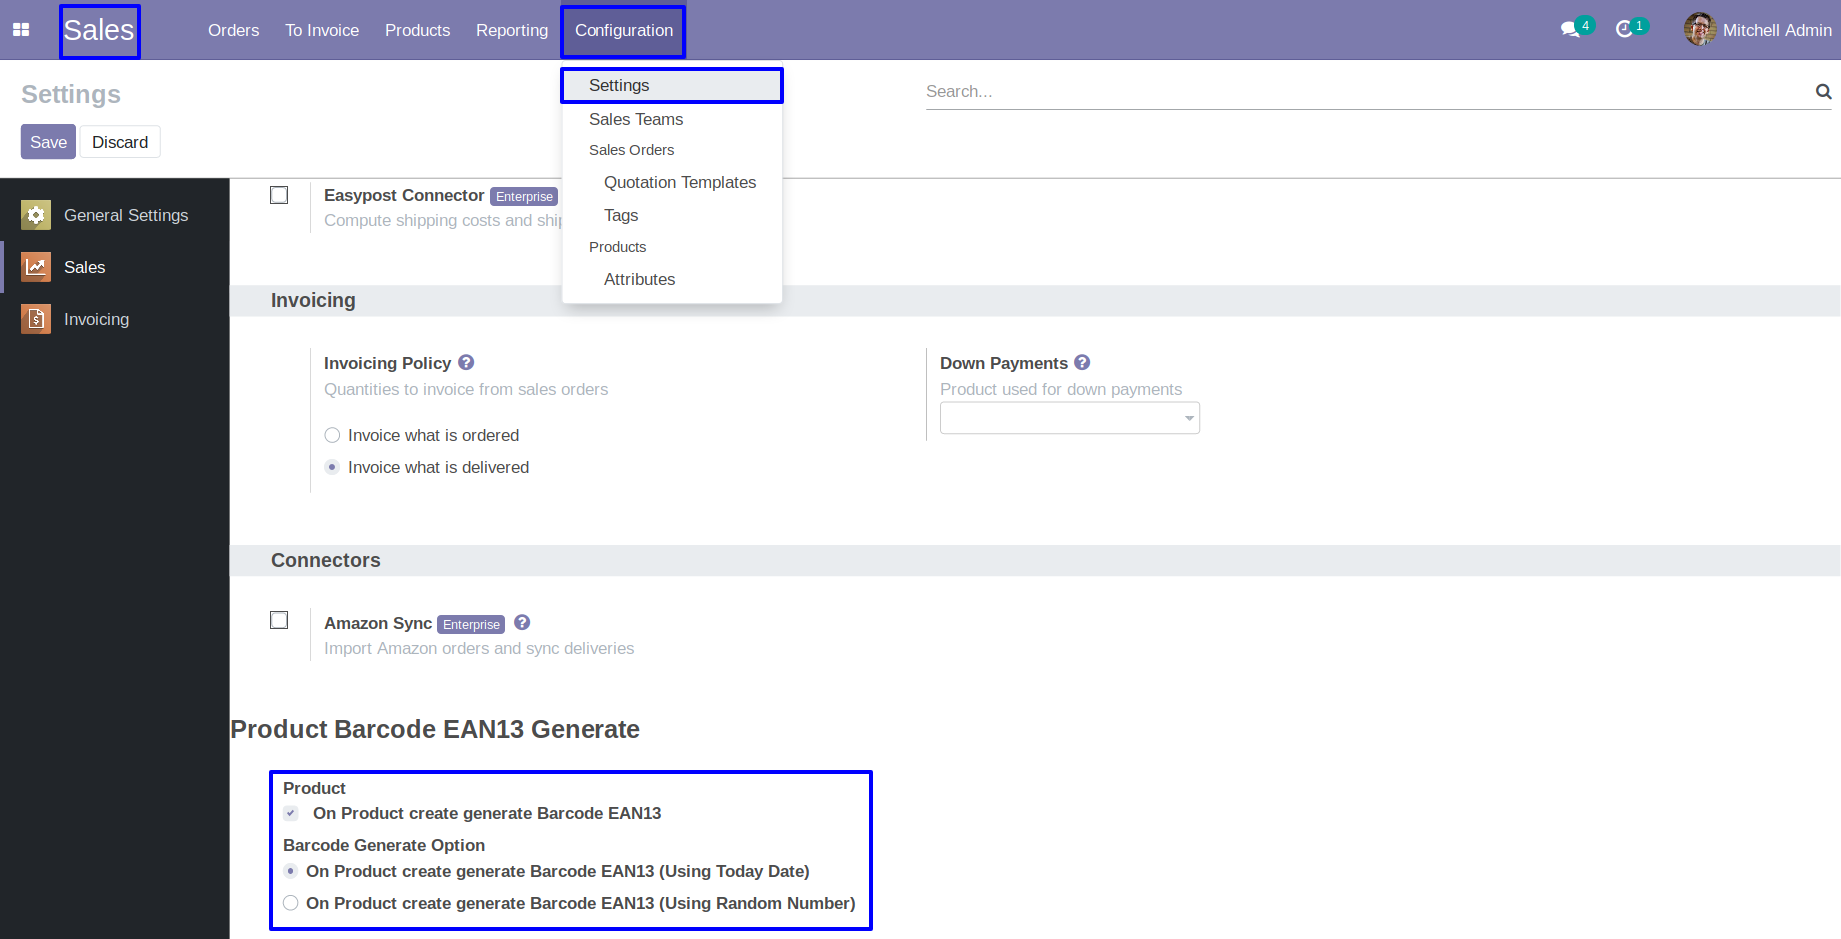 Sales
Orders
To Invoice
Products
Reporting
Configuration
4
1
Mitchell Admin
Settings
Search...
Save
Discard
Settings
Sales Teams
Sales Orders
Quotation Templates
Tags
Products
Attributes
General Settings
Sales
Invoicing
Easypost Connector Enterprise
Compute shipping costs and ship
Invoicing
Invoicing Policy ?
Quantities to invoice from sales orders
Invoice what is ordered
Invoice what is delivered
Down Payments ?
Product used for down payments
Connectors
Amazon Sync Enterprise ?
Import Amazon orders and sync deliveries
Product Barcode EAN13 Generate
Product
On Product create generate Barcode EAN13
Barcode Generate Option
On Product create generate Barcode EAN13 (Using Today Date)
On Product create generate Barcode EAN13 (Using Random Number)